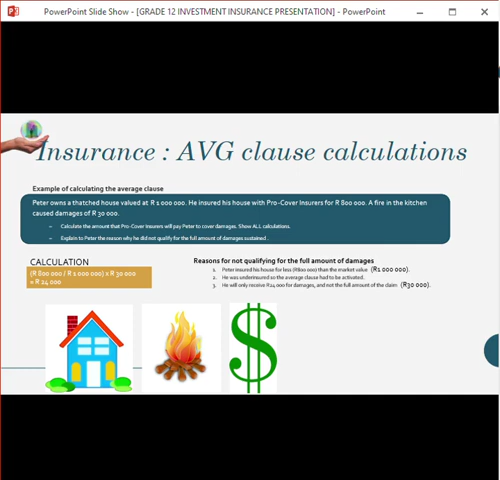 PowerPoint Slide Show - [GRADE 12 INVESTMENT INSURANCE PRESENTATION] - PowerPoint
Insurance : AVG clause calculations
Example of calculating the average clause
Peter owns a thatched house valued at R 1 000 000. He insured his house with Pro-Cover Insurers for R 800 000. A fire in the kitchen
caused damages of R 30 000.
- Calculate the amount that Pro-Cover Insurers will pay Peter to cover damages. Show ALL calculations.
- Explain to Peter the reason why he did not qualify for the full amount of damages sustained .
CALCULATION
(R 800 000 / R 1 000 000) x R 30 000
= R 24 000
Reasons for not qualifying for the full amount of damages
1. Peter insured his house for less (R800 000) than the market value (R1 000 000).
2. He was underinsured so the average clause had to be activated.
3. He will only receive R24 000 for damages, and not the full amount of the claim (R30 000).